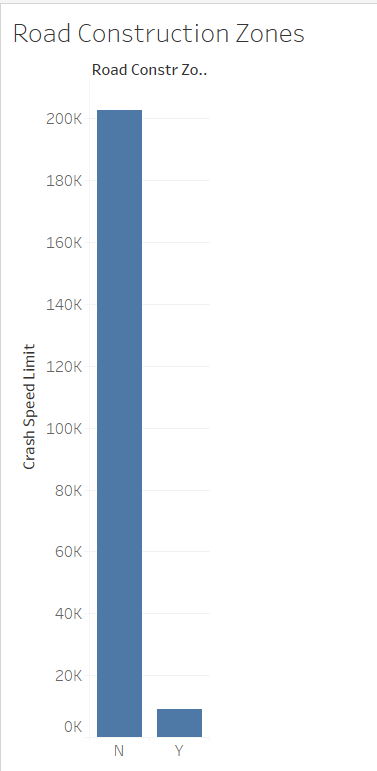 Road Construction Zones
Road Constr Zo..
200K
180K
160K
140K
120K
100K
80K
60K
40K
20K
0K
Crash Speed Limit
N Y